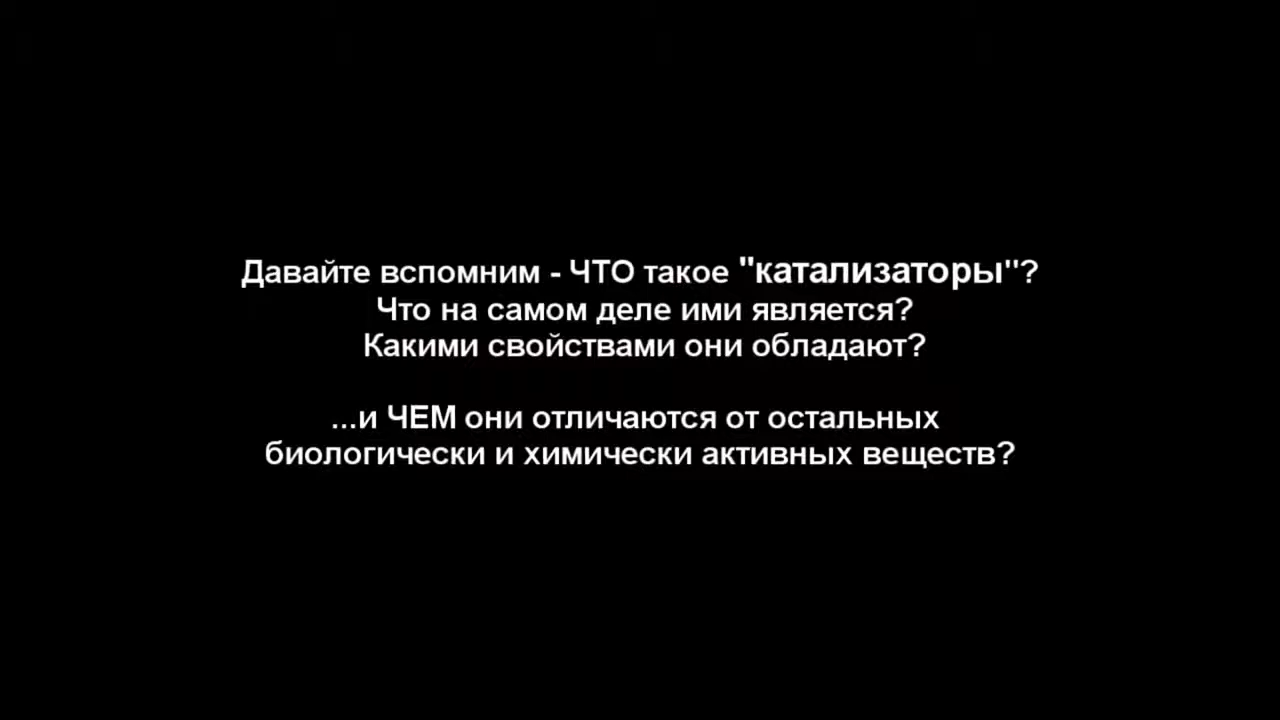 Давайте вспомним - ЧТО такое "катализаторы"?
Что на самом деле ими является?
Какими свойствами они обладают?
...и ЧЕМ они отличаются от остальных
биологически и химически активных веществ?